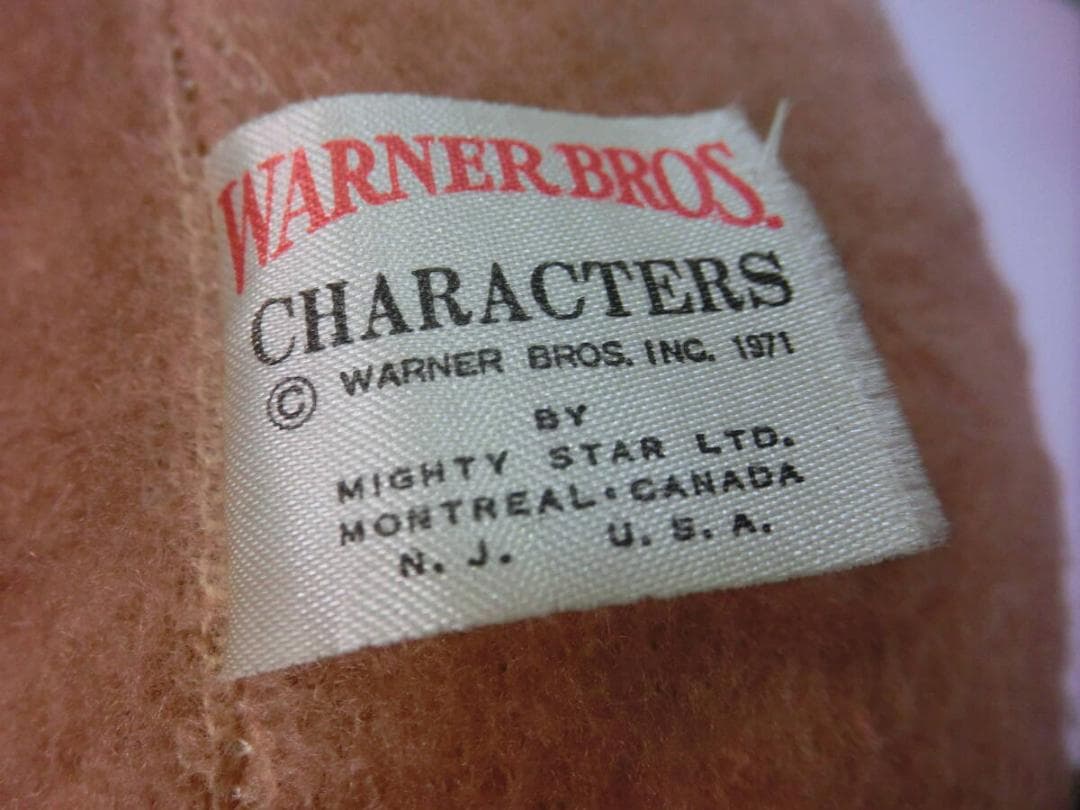 WARNER BROS.
CHARACTERS
© WARNER BROS. INC. 1971
BY
MIGHTY STAR LTD.
MONTREAL • CANADA
N. J. U. S. A.